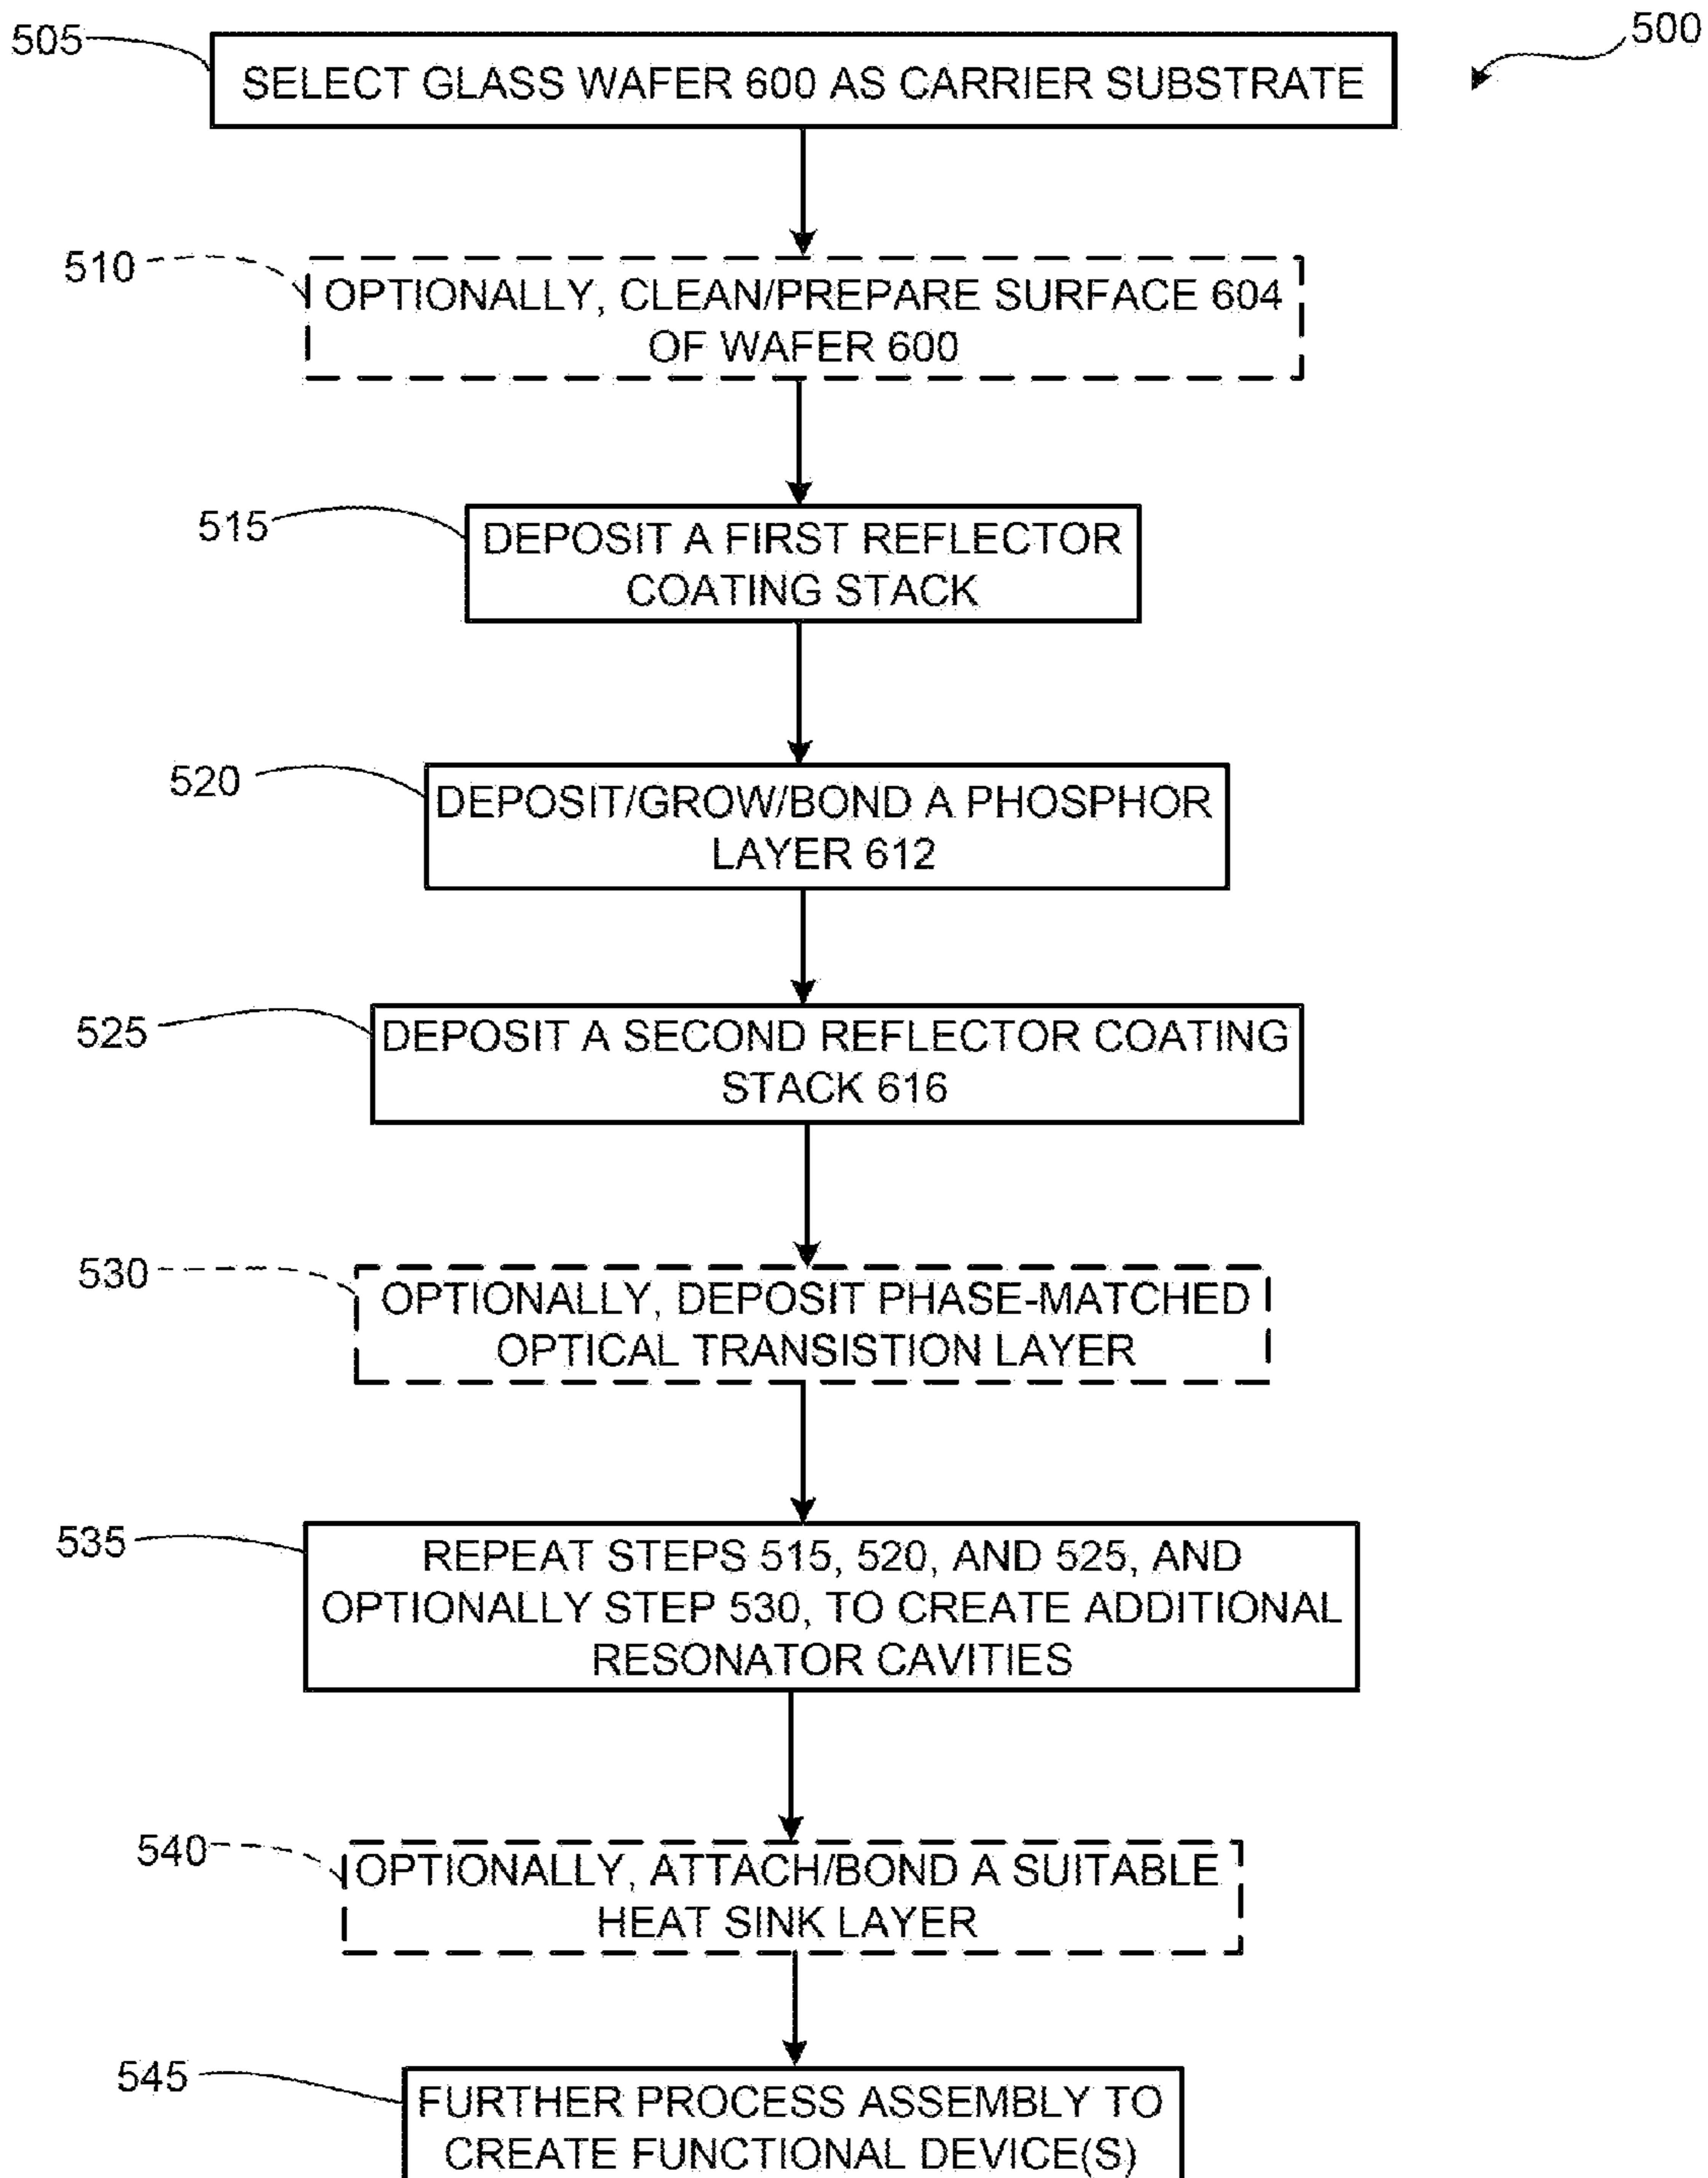 500
505
SELECT GLASS WAFER 600 AS CARRIER SUBSTRATE
510
OPTIONALLY, CLEAN/PREPARE SURFACE 604
OF WAFER 600
515
DEPOSIT A FIRST REFLECTOR
COATING STACK
520
DEPOSIT/GROW/BOND A PHOSPHOR
LAYER 612
525
DEPOSIT A SECOND REFLECTOR COATING
STACK 616
530
OPTIONALLY, DEPOSIT PHASE-MATCHED
OPTICAL TRANSISTION LAYER
535
REPEAT STEPS 515, 520, AND 525, AND
OPTIONALLY STEP 530, TO CREATE ADDITIONAL
RESONATOR CAVITIES
540
OPTIONALLY, ATTACH/BOND A SUITABLE
HEAT SINK LAYER
545
FURTHER PROCESS ASSEMBLY TO
CREATE FUNCTIONAL DEVICE(S)